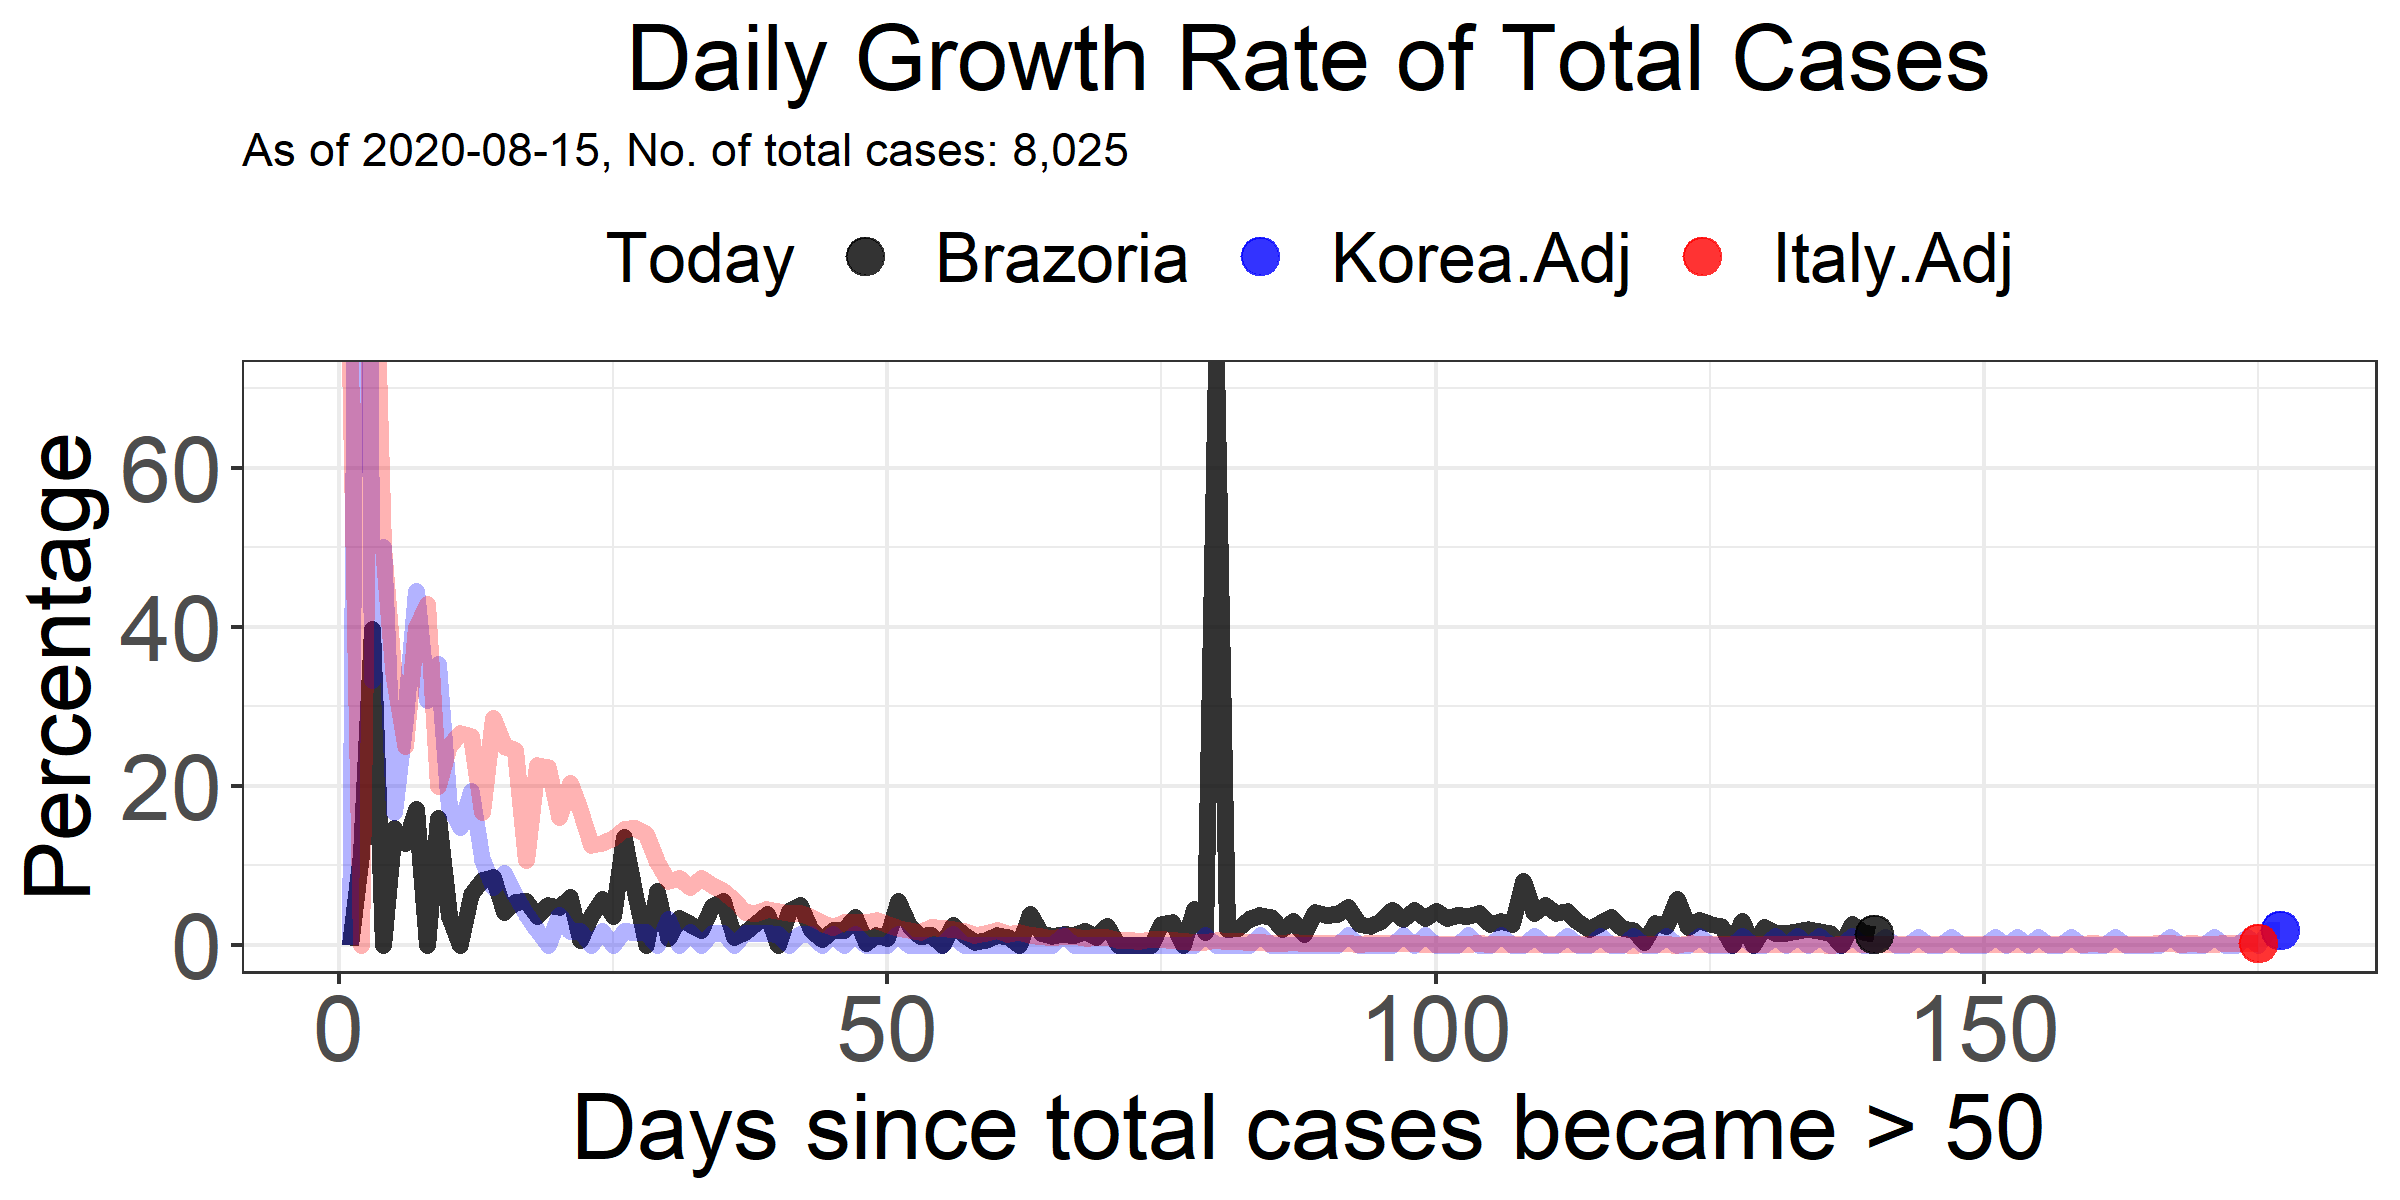 Daily Growth Rate of Total Cases
As of 2020-08-15, No. of total cases: 8,025
Today Brazoria Korea.Adj Italy.Adj
Percentage
60
40
20
0
0 50 100 150
Days since total cases became > 50